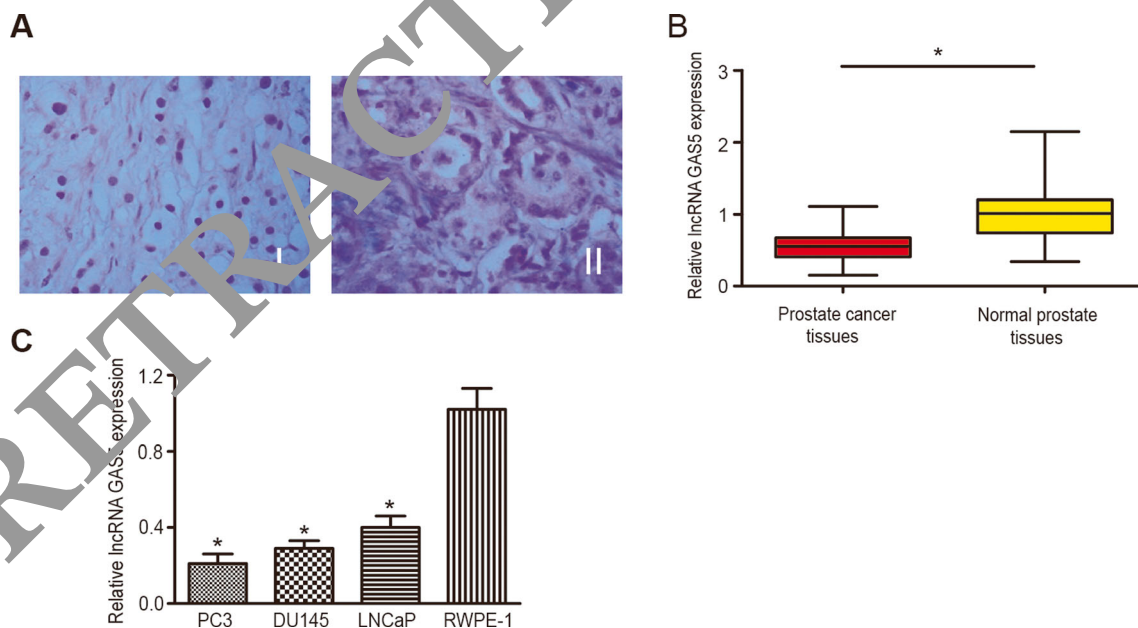 A
I
II
B
Relative lncRNA GAS5 expression
3
2
1
0
*
Prostate cancer
tissues
Normal prostate
tissues
C
Relative lncRNA GAS5 expression
1.2
0.8
0.4
0.0
*
*
*
PC3
DU145
LNCaP
RWPE-1
RETRACT